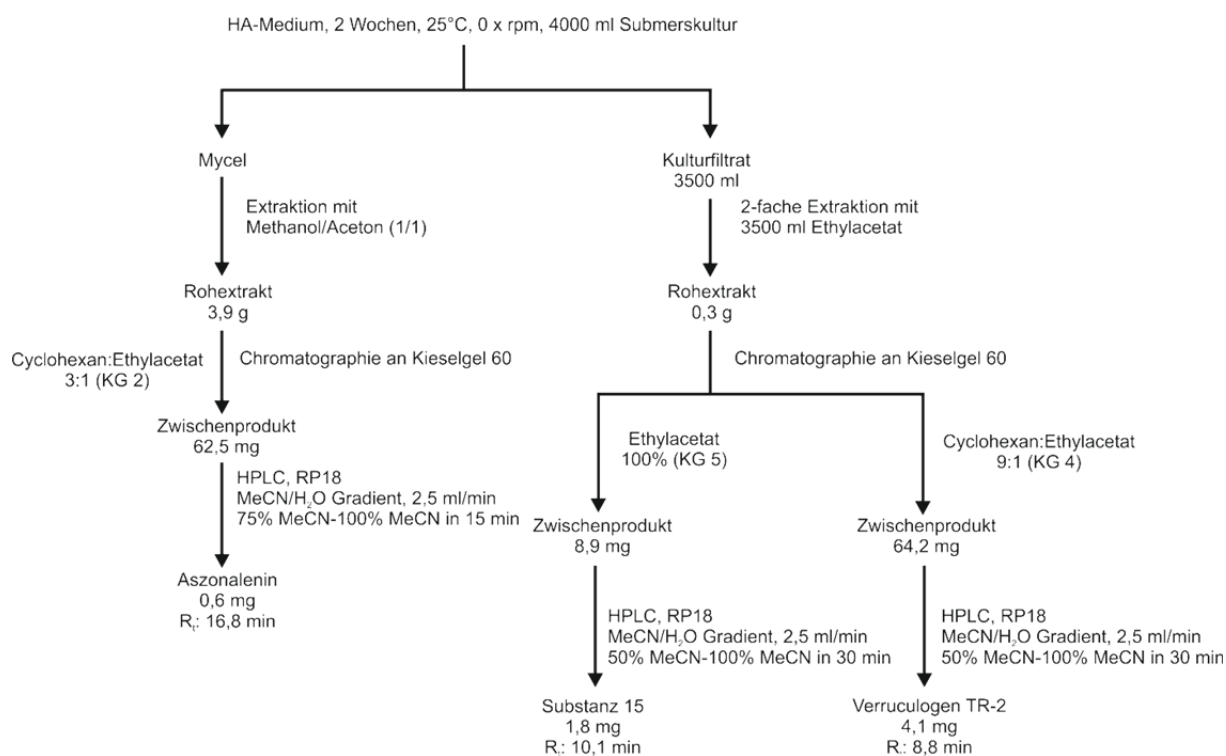 HA-Medium, 2 Wochen, 25°C, 0 x rpm, 4000 ml Submerskultur
Mycel
Extraktion mit
Methanol/Aceton (1/1)
Rohextrakt
3,9 g
Cyclohexan:Ethylacetat
3:1 (KG 2)
Chromatographie an Kieselgel 60
Zwischenprodukt
62,5 mg
HPLC, RP18
MeCN/H₂O Gradient, 2,5 ml/min
75% MeCN-100% MeCN in 15 min
Aszonalenin
0,6 mg
Rₜ: 16,8 min
Kulturfiltrat
3500 ml
2-fache Extraktion mit
3500 ml Ethylacetat
Rohextrakt
0,3 g
Chromatographie an Kieselgel 60
Ethylacetat
100% (KG 5)
Zwischenprodukt
8,9 mg
HPLC, RP18
MeCN/H₂O Gradient, 2,5 ml/min
50% MeCN-100% MeCN in 30 min
Substanz 15
1,8 mg
Rₜ: 10,1 min
Cyclohexan:Ethylacetat
9:1 (KG 4)
Zwischenprodukt
64,2 mg
HPLC, RP18
MeCN/H₂O Gradient, 2,5 ml/min
50% MeCN-100% MeCN in 30 min
Verruculogen TR-2
4,1 mg
Rₜ: 8,8 min